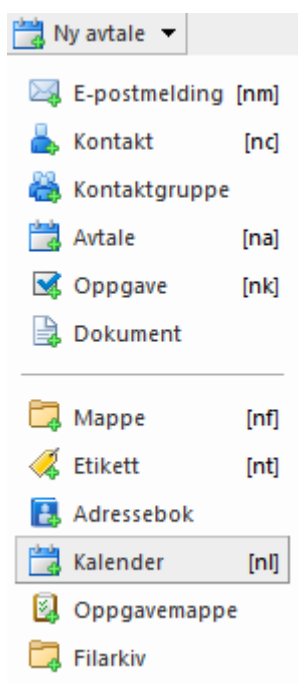 Ny avtale
E-postmelding [nm]
Kontakt [nc]
Kontaktgruppe
Avtale [na]
Oppgave [nk]
Dokument
Mappe [nf]
Etikett [nt]
Adressebok
Kalender [nl]
Oppgavemappe
Filarkiv